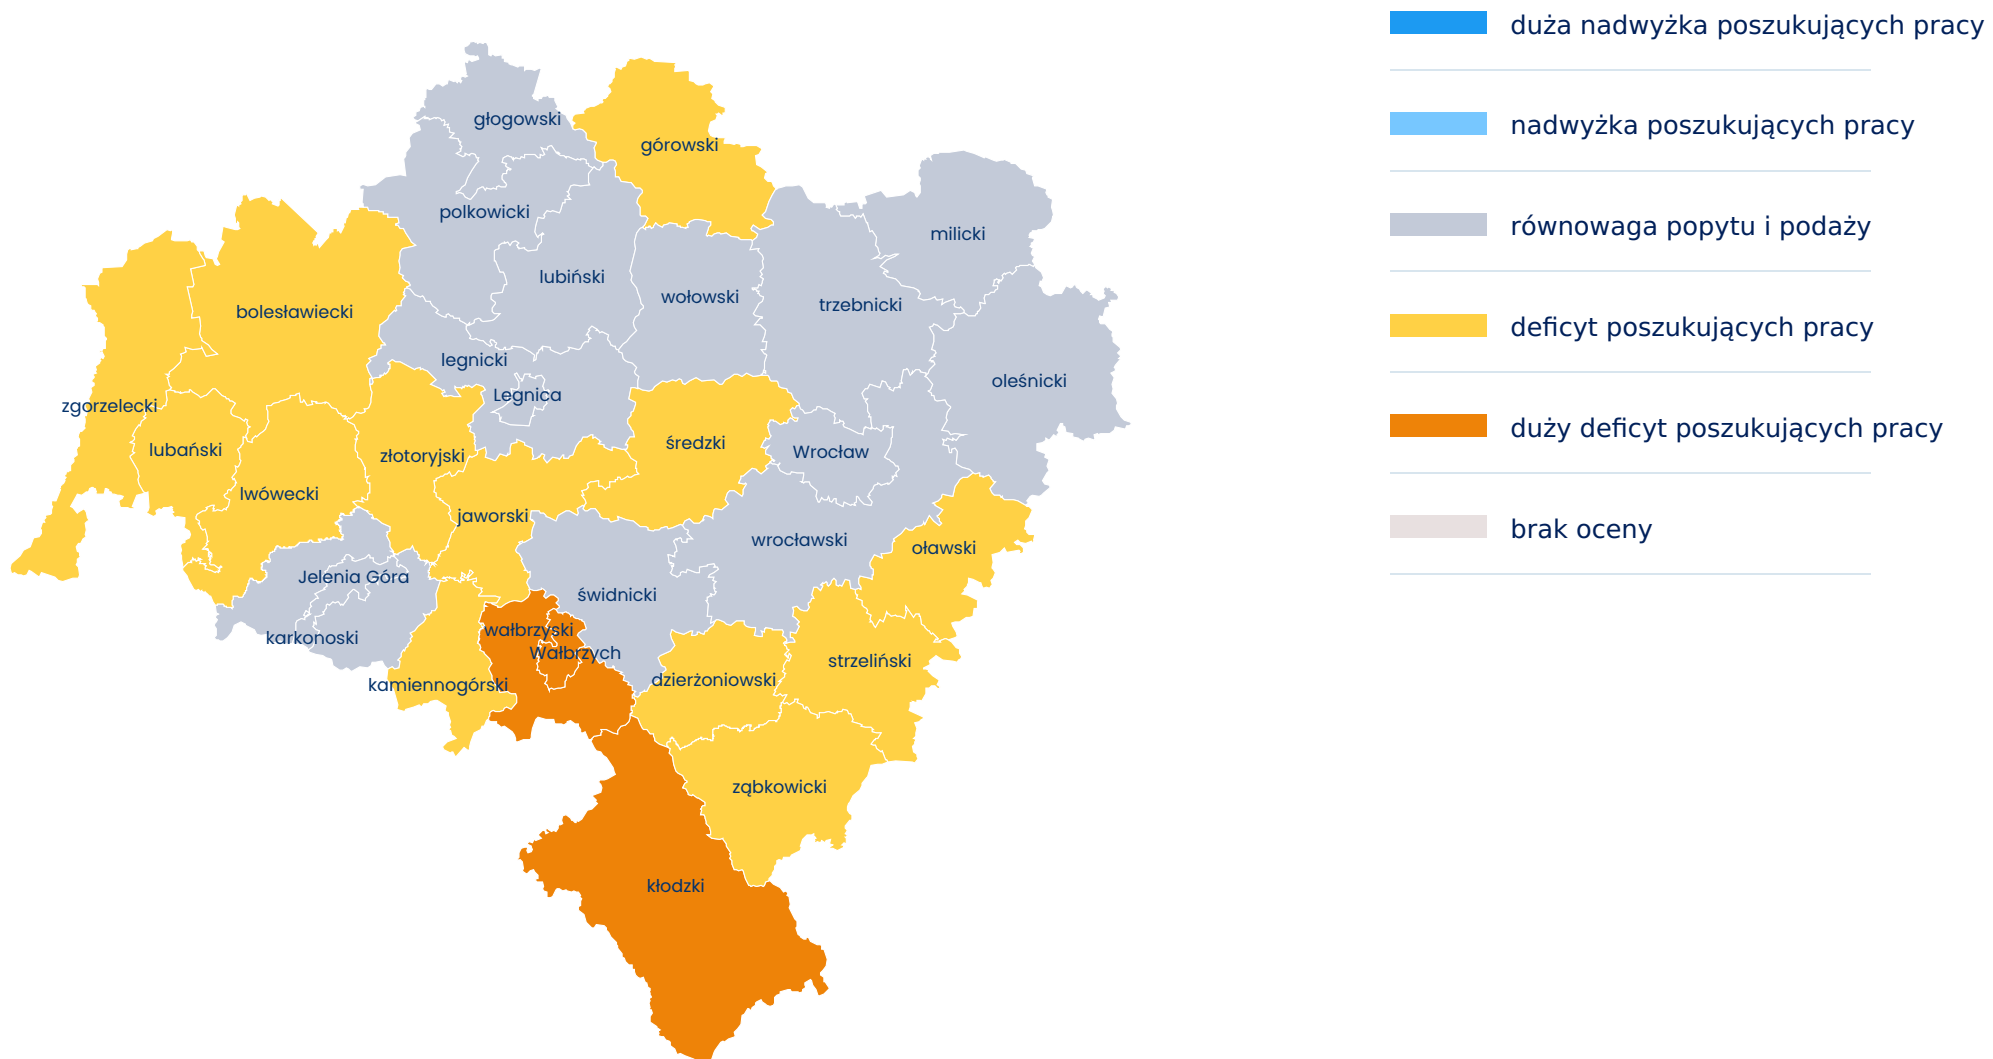 głogowski
górowski
polkowicki
milicki
lubiński
wołowski
trzebnicki
bolesławiecki
legnicki
oleśnicki
Legnica
zgorzelecki
średzki
lubański
Wrocław
złotoryjski
lwówecki
jaworski
wrocławski
oławski
Jelenia Góra
świdnicki
wałbrzyski
karkonoski
Wałbrzych
strzeliński
kamiennogórski
dzierżoniowski
ząbkowicki
kłodzki
duża nadwyżka poszukujących pracy
nadwyżka poszukujących pracy
równowaga popytu i podaży
deficyt poszukujących pracy
duży deficyt poszukujących pracy
brak oceny